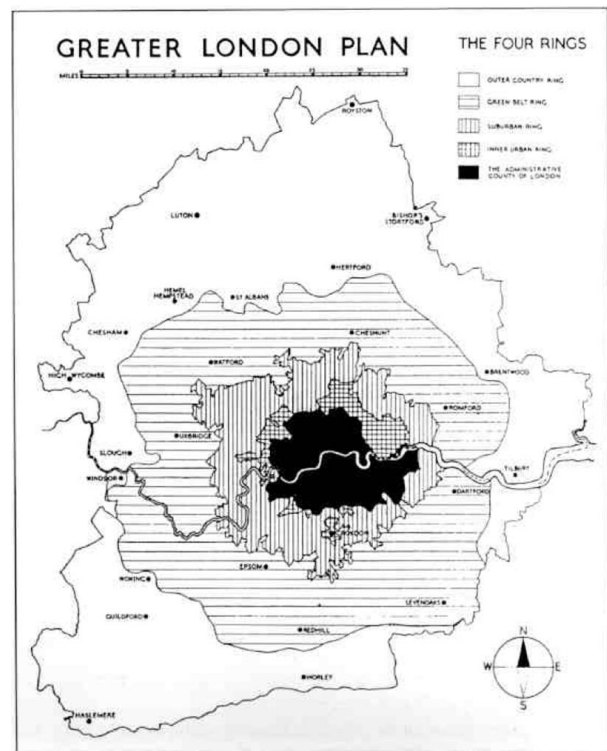 GREATER LONDON PLAN
MILES
THE FOUR RINGS
OUTER COUNTRY RING
GREEN BELT RING
SUBURBAN RING
INNER URBAN RING
THE ADMINISTRATIVE
COUNTY OF LONDON
ROYSTON
LUTON
BISHOP'S
STORTFORD
HERTFORD
HEMEL
HEMPSTEAD
ST ALBANS
CHESHAM
CHESHUNT
WATFORD
HIGH WYCOMBE
BRENTWOOD
ROMFORD
UXBRIDGE
SLOUGH
WINDSOR
TILBURY
DARTFORD
CROYDON
EPSOM
WOKING
GUILDFORD
SEVENOAKS
REDHILL
HORLEY
HASLEMERE
N
W
E
S